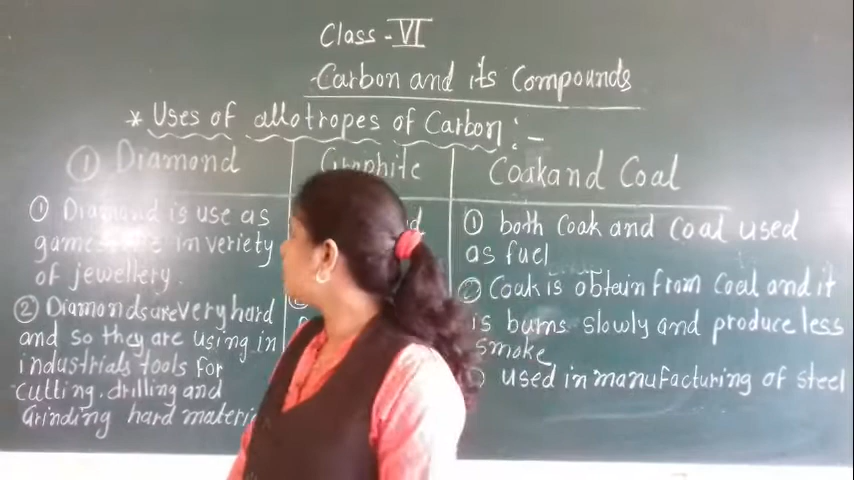 Class - VI
Carbon and its Compounds
* Uses of allotropes of Carbon :-
① Diamond
① Diamond is use as
in veriety
of jewellery.
② Diamonds are very hard
and so they are using in
industrials tools for
cutting. drilling and
Grinding hard materi
Graphite
Coak and Coal
① both Coak and Coal used
as fuel
② Coak is obtain from Coal and it
is burns slowly and produce less
smoke
used in manufacturing of steel